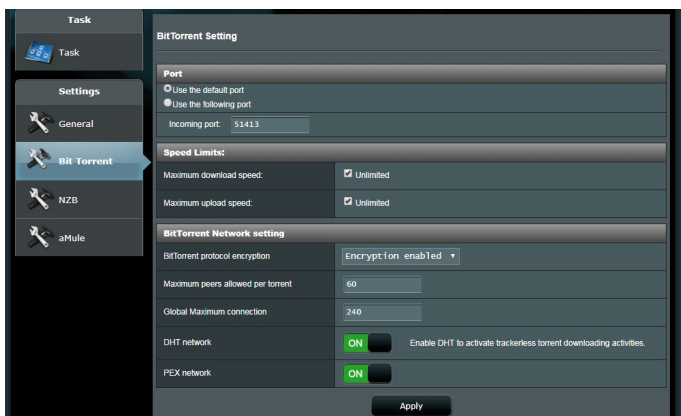 Task
Task
Settings
General
Bit Torrent
NZB
aMule
BitTorrent Setting
Port
Use the default port
Use the following port
Incoming port: 51413
Speed Limits:
Maximum download speed: Unlimited
Maximum upload speed: Unlimited
BitTorrent Network setting
BitTorrent protocol encryption Encryption enabled
Maximum peers allowed per torrent 60
Global Maximum connection 240
DHT network ON Enable DHT to activate trackerless torrent downloading activities.
PEX network ON
Apply